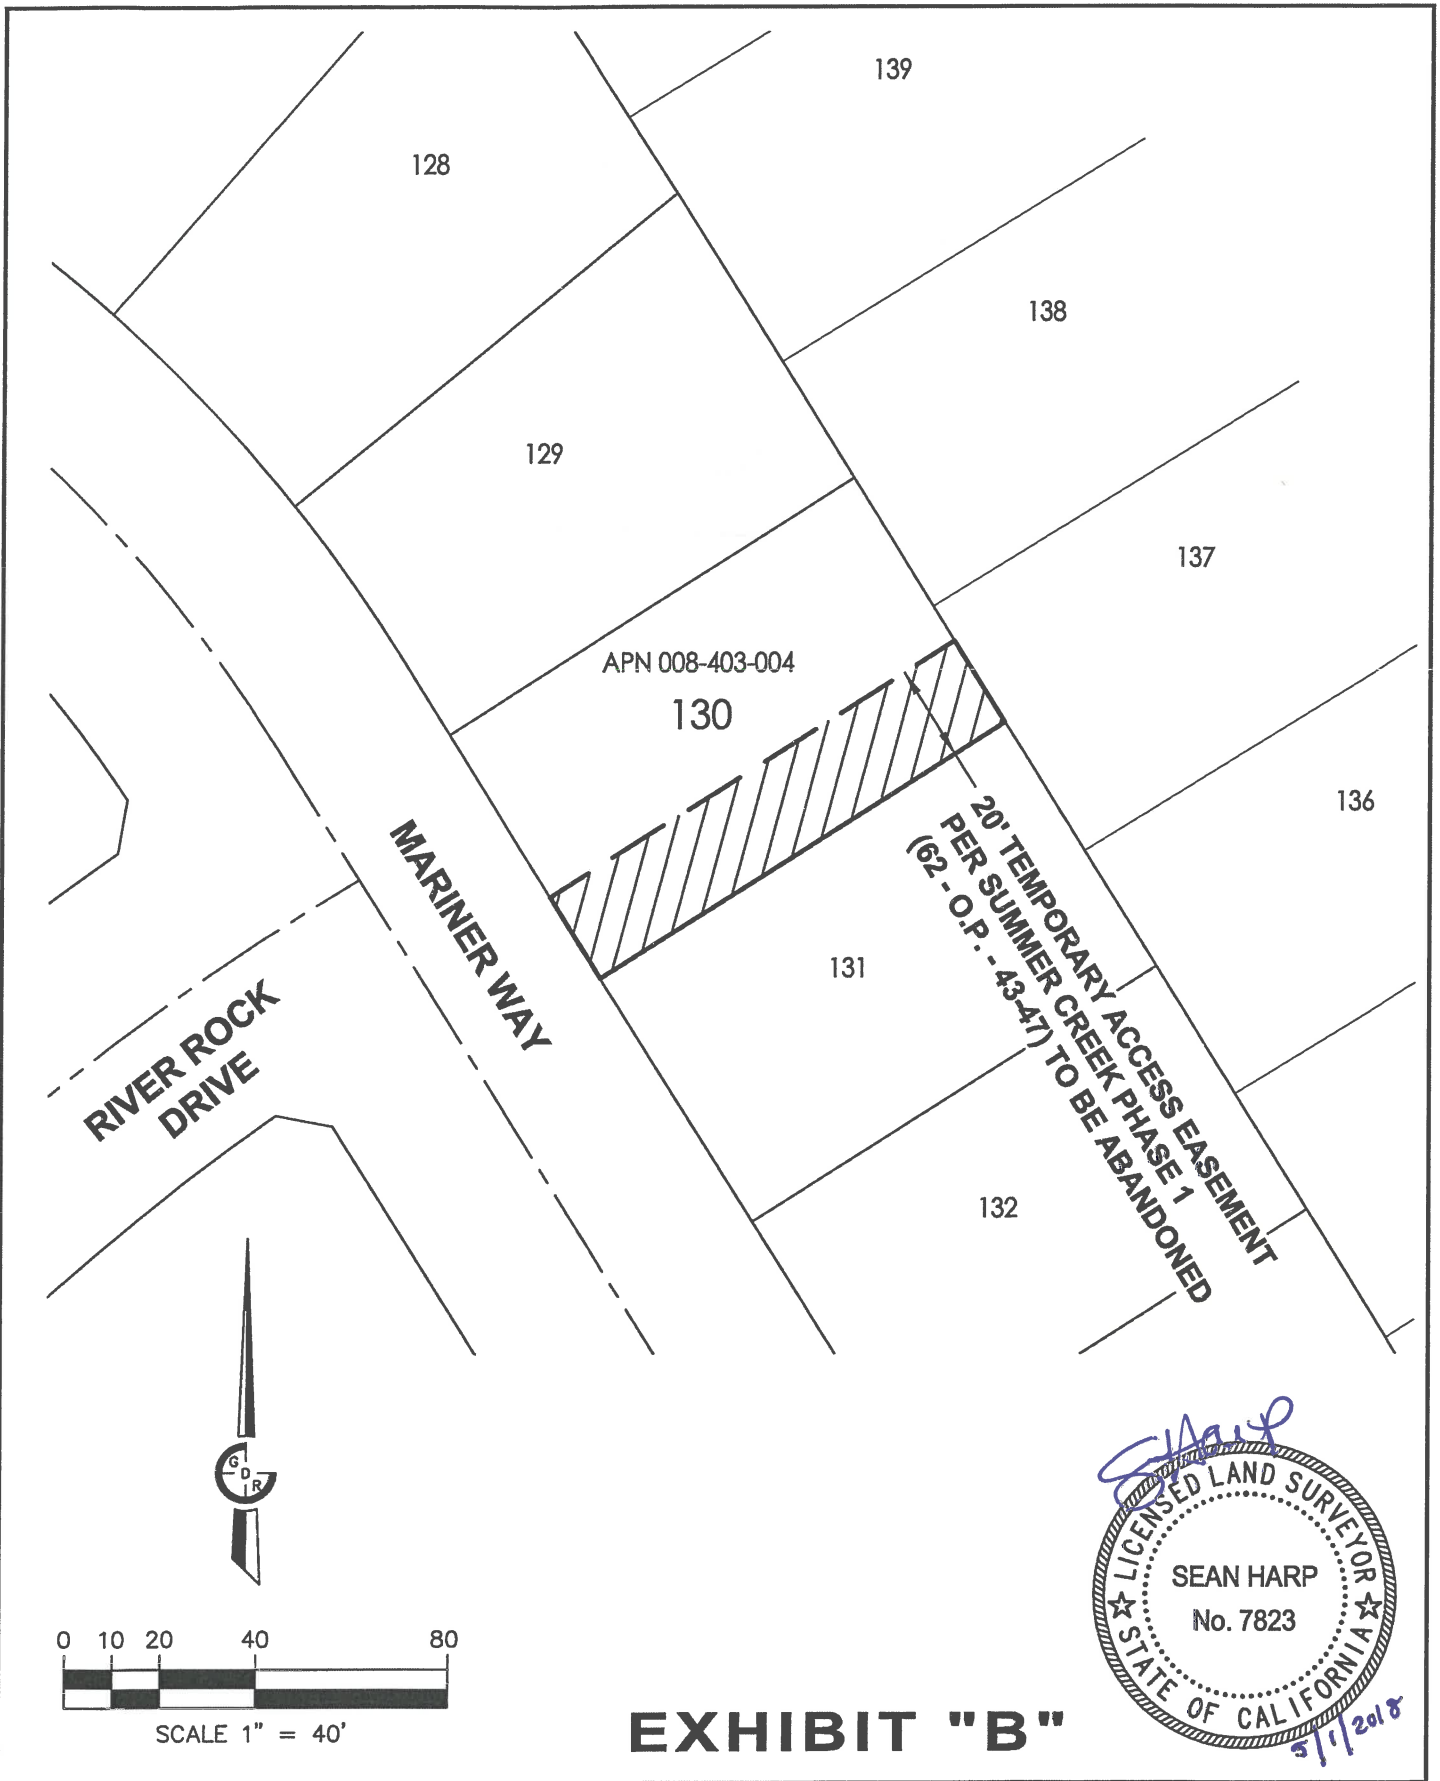 139
128
138
129
137
APN 008-403-004
130
136
20' TEMPORARY ACCESS EASEMENT
PER SUMMER CREEK PHASE 1
(62 - O.P. - 43-47) TO BE ABANDONED
MARINER WAY
131
RIVER ROCK
DRIVE
132
G
D
R
SHarp
LICENSED LAND SURVEYOR
SEAN HARP
No. 7823
STATE OF CALIFORNIA
5/1/2018
0 10 20 40 80
SCALE 1" = 40'
EXHIBIT "B"